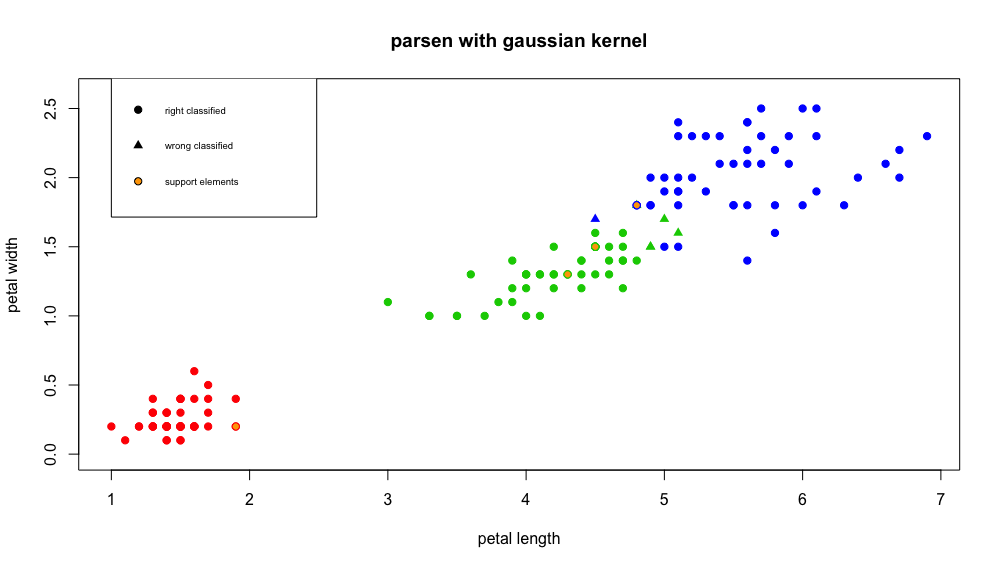 parsen with gaussian kernel
right classified
wrong classified
support elements
petal width
2.5
2.0
1.5
1.0
0.5
0.0
1 2 3 4 5 6 7
petal length